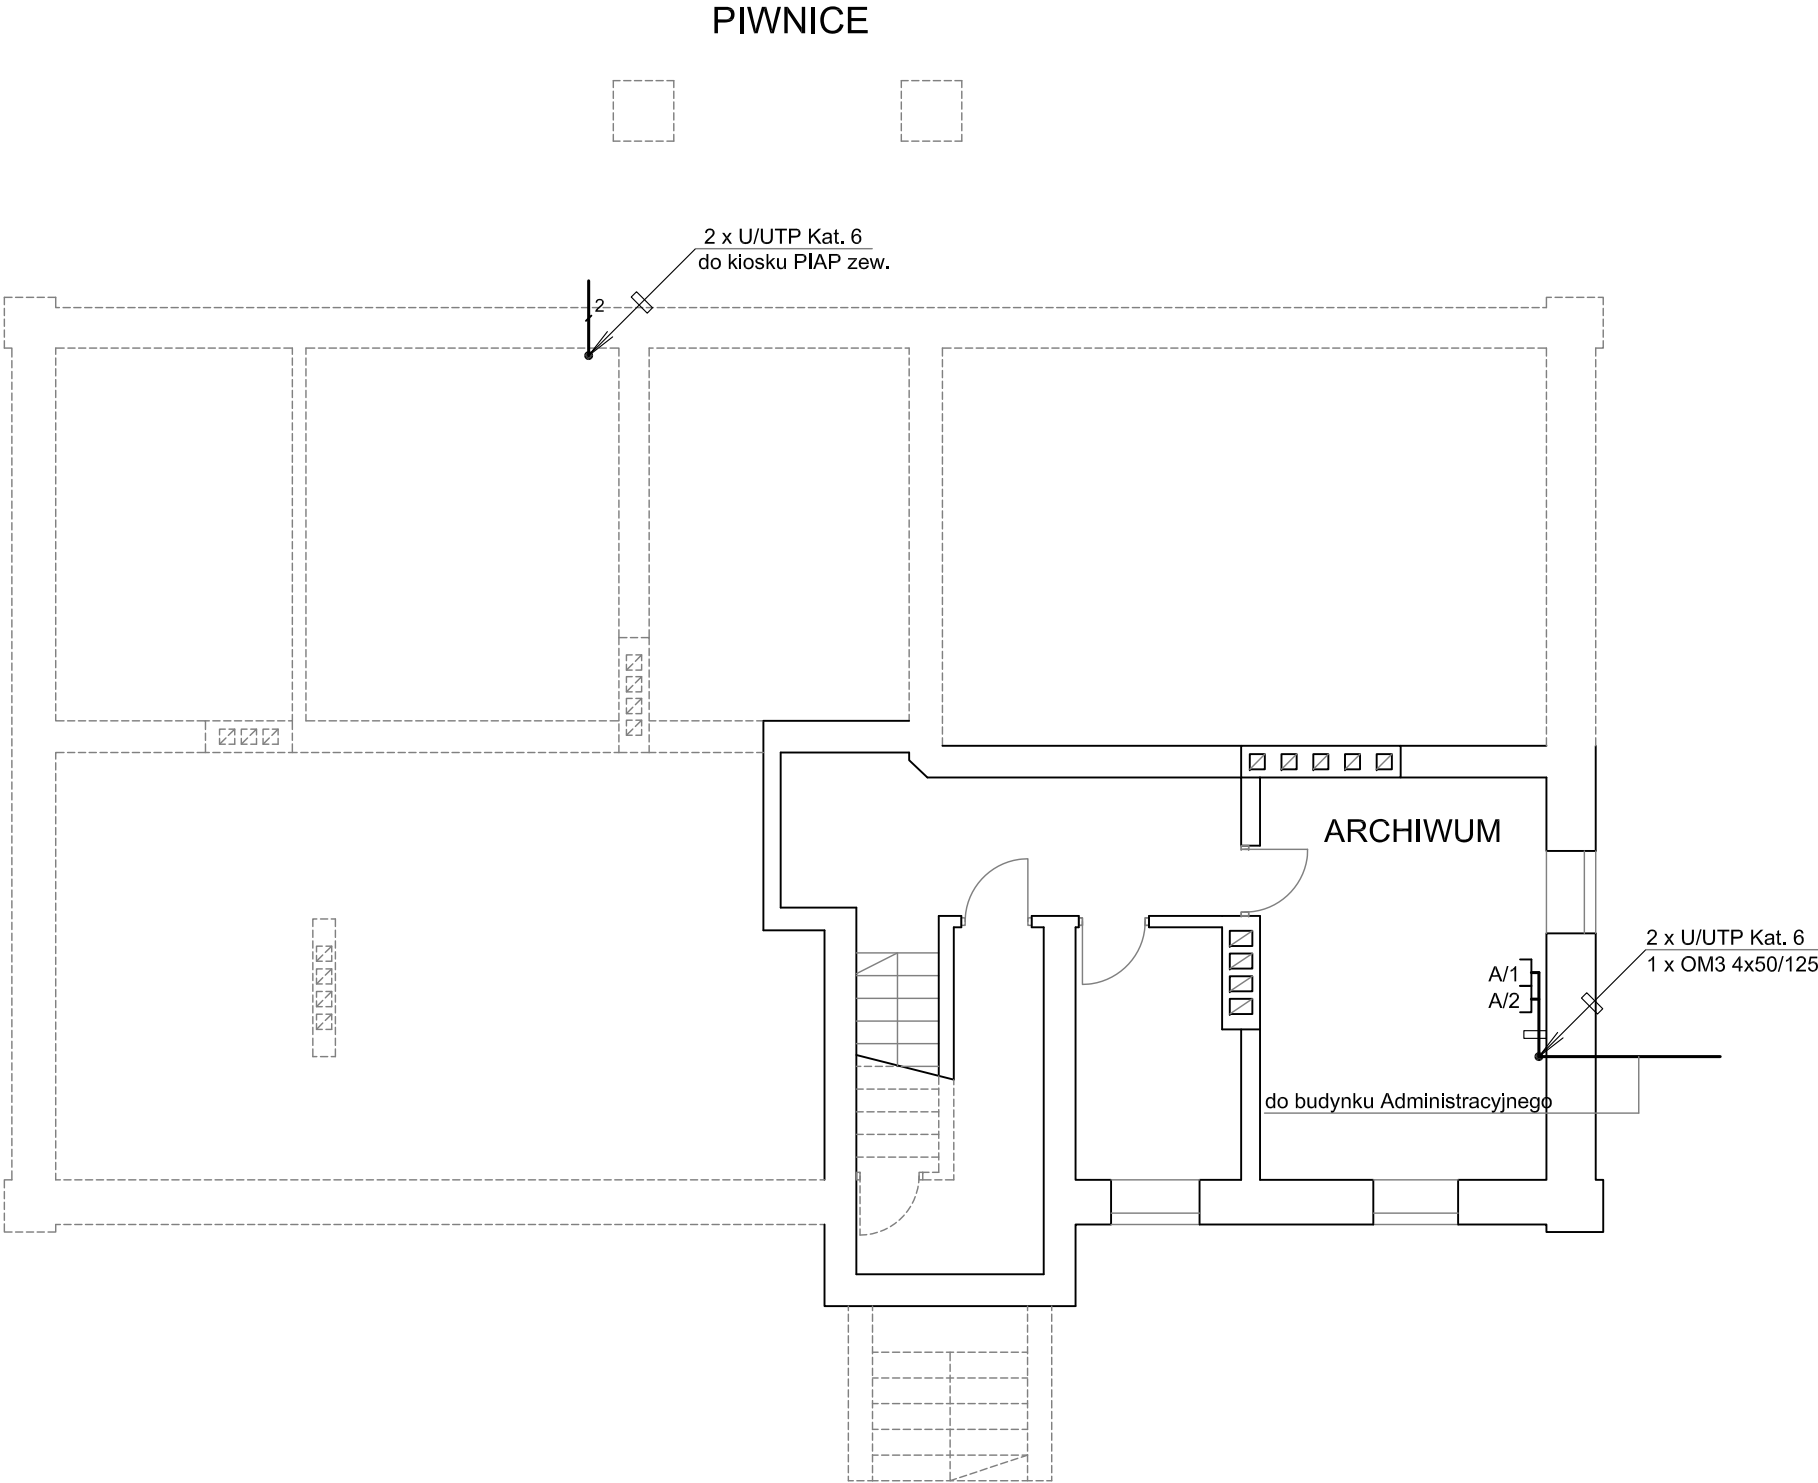 PIWNICE
2 x U/UTP Kat. 6
do kiosku PIAP zew.
2
ARCHIWUM
2 x U/UTP Kat. 6
1 x OM3 4x50/125
A/1
A/2
do budynku Administracyjnego